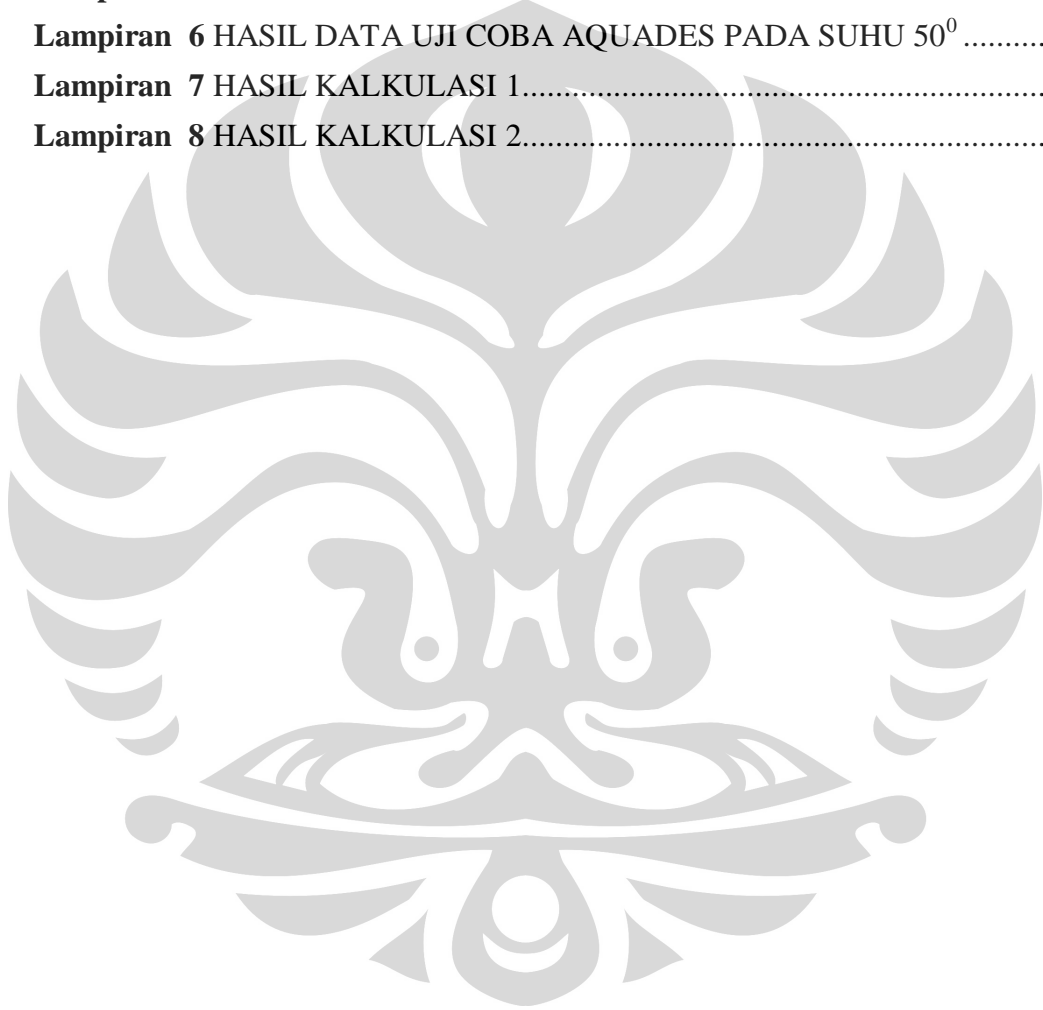 Lampiran 6 HASIL DATA UJI COBA AQUADES PADA SUHU 50⁰ ..........
Lampiran 7 HASIL KALKULASI 1................................................................
Lampiran 8 HASIL KALKULASI 2................................................................